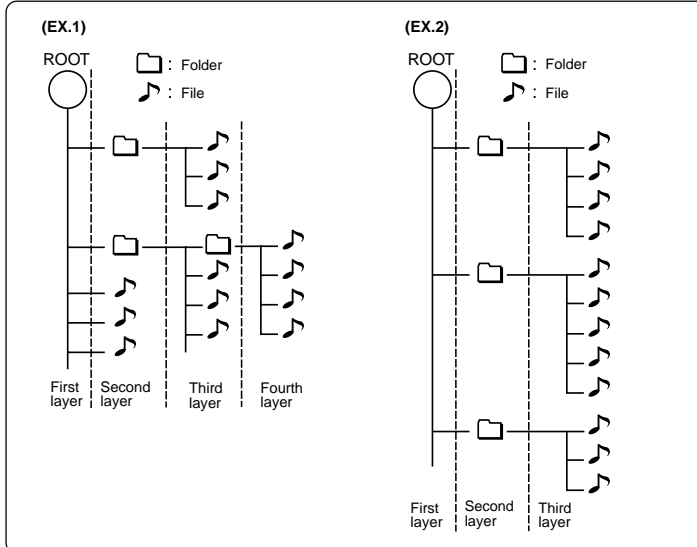 (EX.1)
ROOT
: Folder
: File
First layer
Second layer
Third layer
Fourth layer
(EX.2)
ROOT
: Folder
: File
First layer
Second layer
Third layer